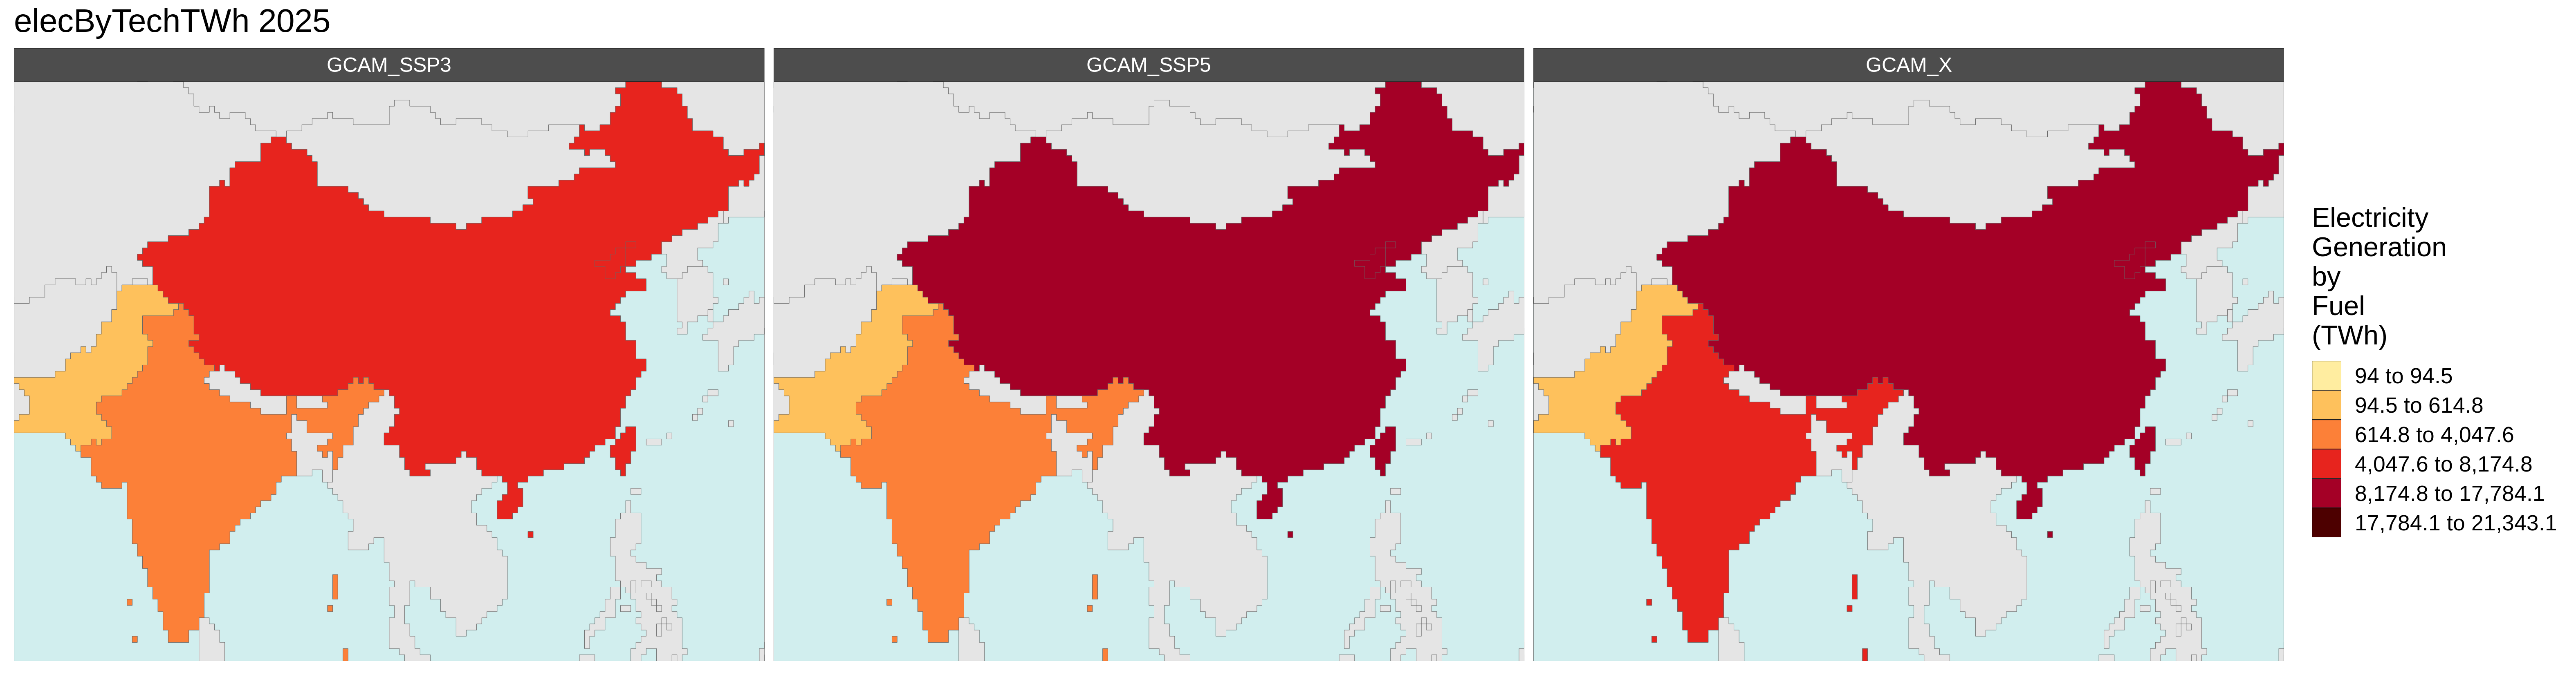 elecByTechTWh 2025
GCAM_SSP3
GCAM_SSP5
GCAM_X
Electricity
Generation
by
Fuel
(TWh)
94 to 94.5
94.5 to 614.8
614.8 to 4,047.6
4,047.6 to 8,174.8
8,174.8 to 17,784.1
17,784.1 to 21,343.1